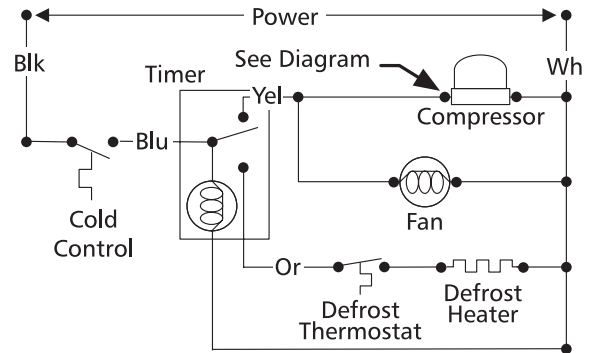 Power
Blk
See Diagram
Wh
Timer
Yel
Compressor
Blu
Cold
Control
Fan
Or
Defrost
Thermostat
Defrost
Heater